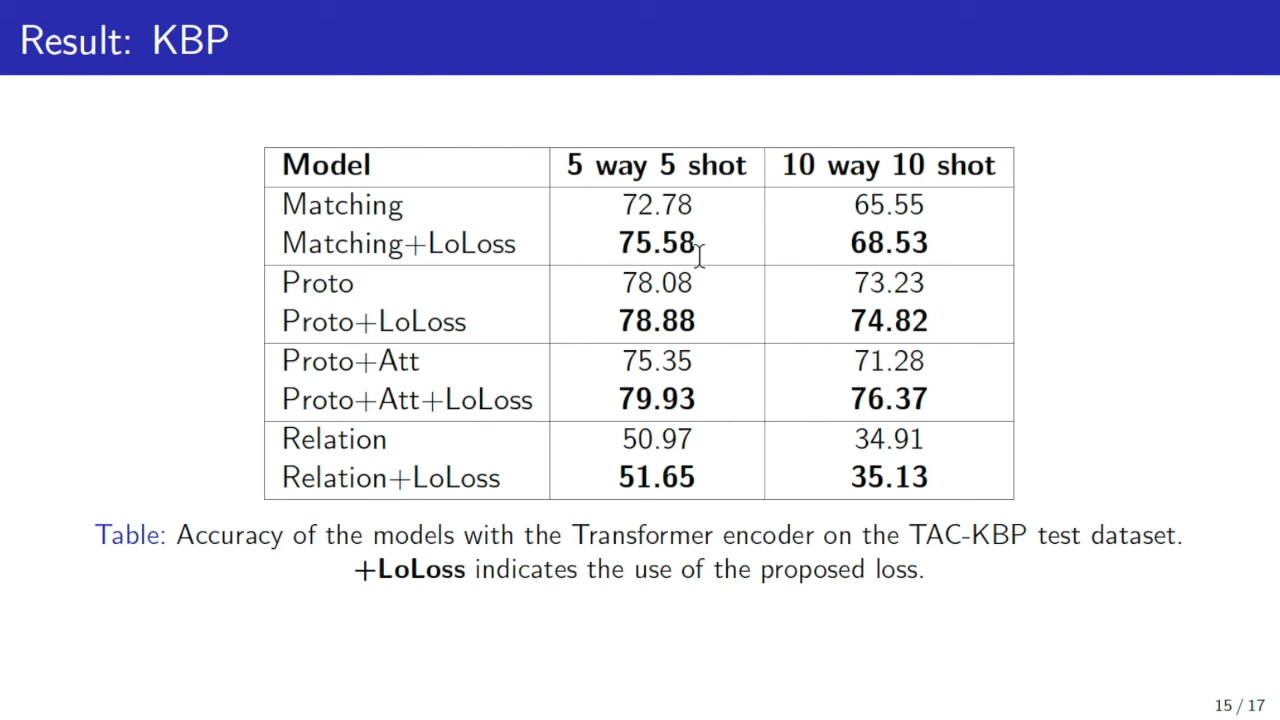 Result: KBP
Model 5 way 5 shot 10 way 10 shot
Matching 72.78 65.55
Matching+LoLoss 75.58 68.53
Proto 78.08 73.23
Proto+LoLoss 78.88 74.82
Proto+Att 75.35 71.28
Proto+Att+LoLoss 79.93 76.37
Relation 50.97 34.91
Relation+LoLoss 51.65 35.13
Table: Accuracy of the models with the Transformer encoder on the TAC-KBP test dataset.
+LoLoss indicates the use of the proposed loss.
15 / 17